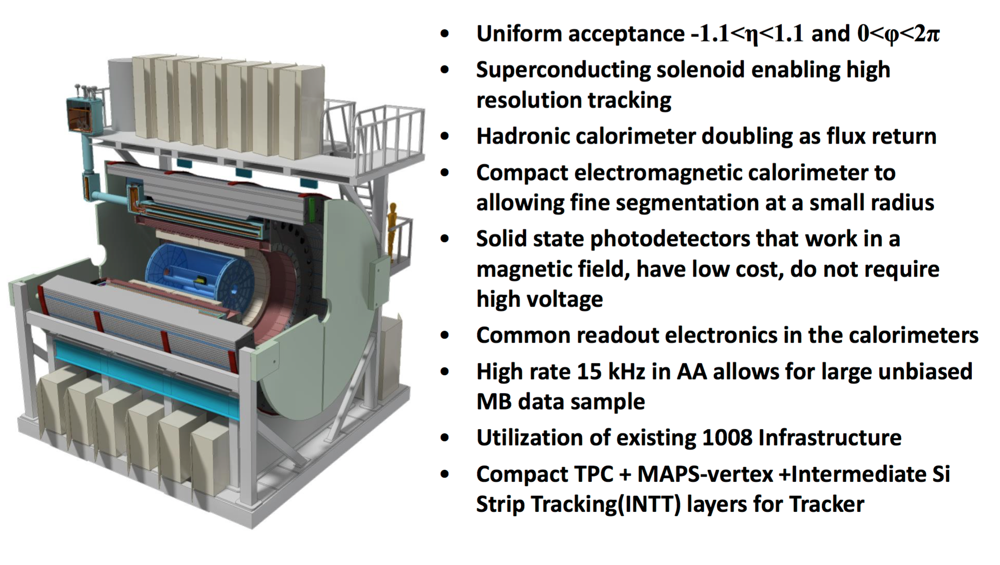 • Uniform acceptance -1.1<η<1.1 and 0<φ<2π
• Superconducting solenoid enabling high
resolution tracking
• Hadronic calorimeter doubling as flux return
• Compact electromagnetic calorimeter to
allowing fine segmentation at a small radius
• Solid state photodetectors that work in a
magnetic field, have low cost, do not require
high voltage
• Common readout electronics in the calorimeters
• High rate 15 kHz in AA allows for large unbiased
MB data sample
• Utilization of existing 1008 Infrastructure
• Compact TPC + MAPS-vertex +Intermediate Si
Strip Tracking(INTT) layers for Tracker